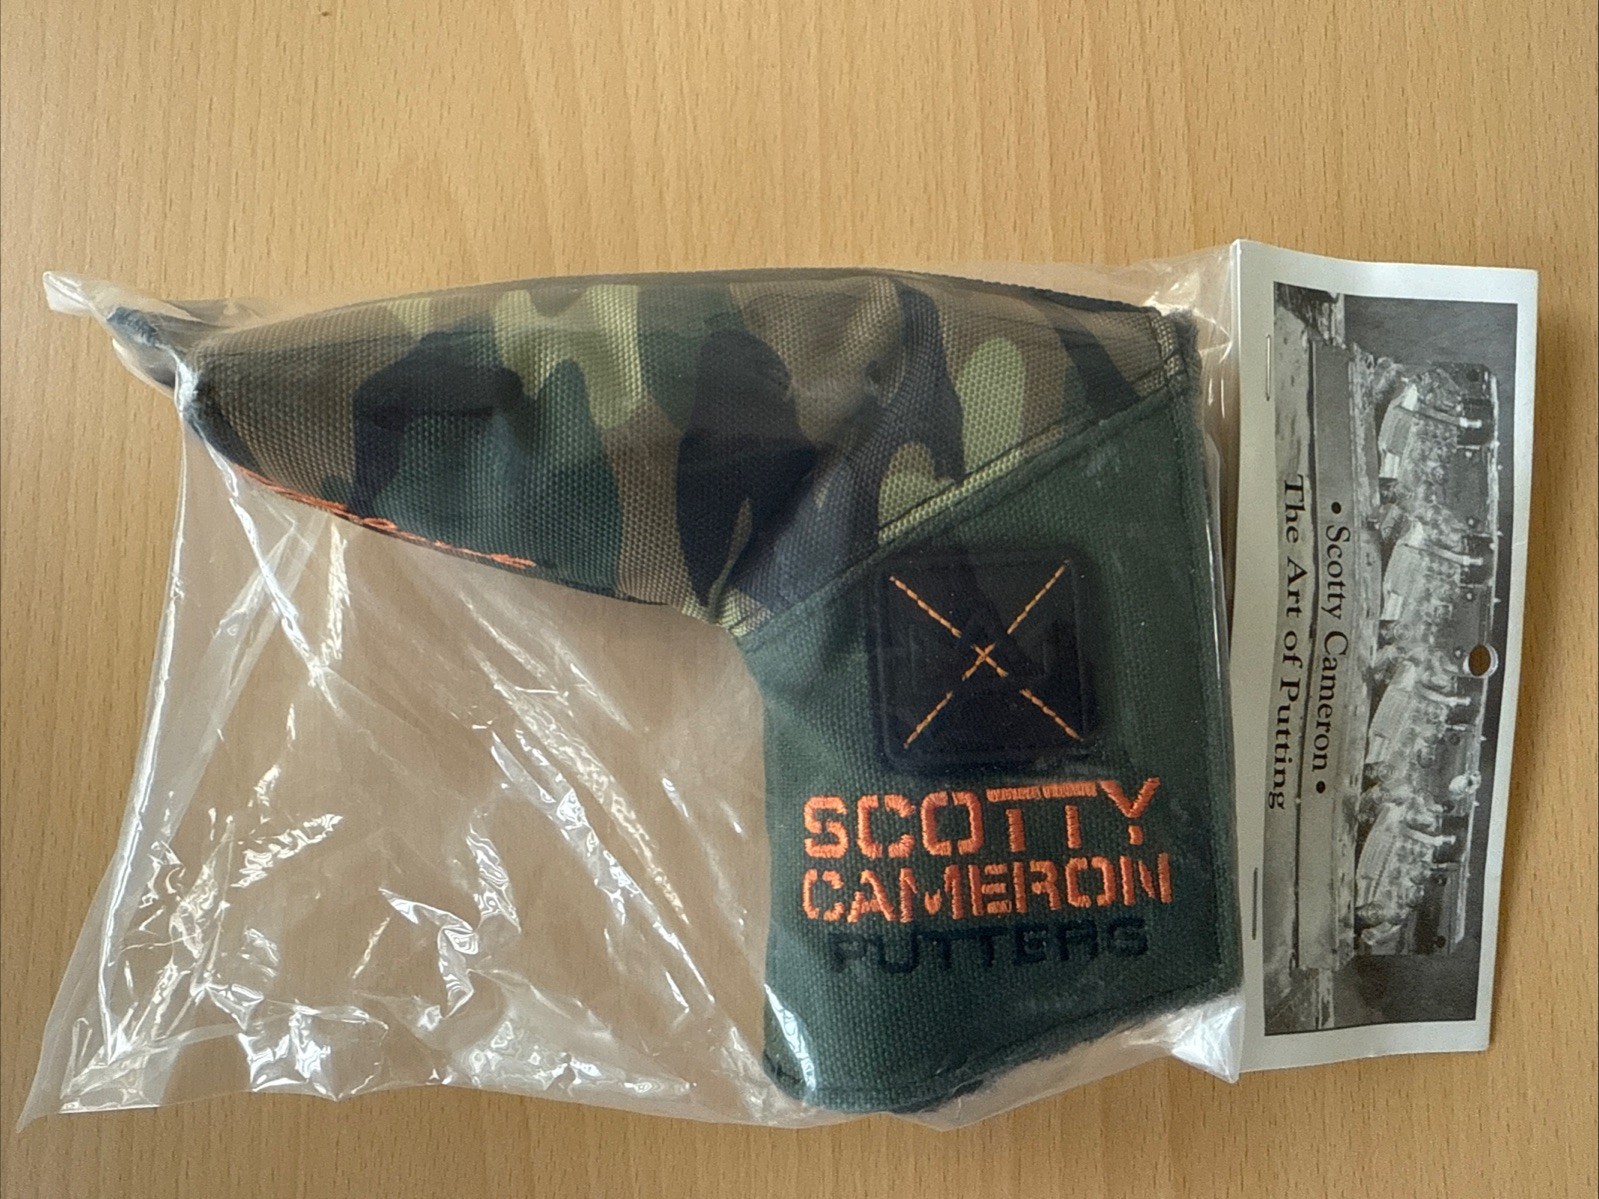 SCOTTY
CAMERON
PUTTERS
• Scotty Cameron •
The Art of Putting